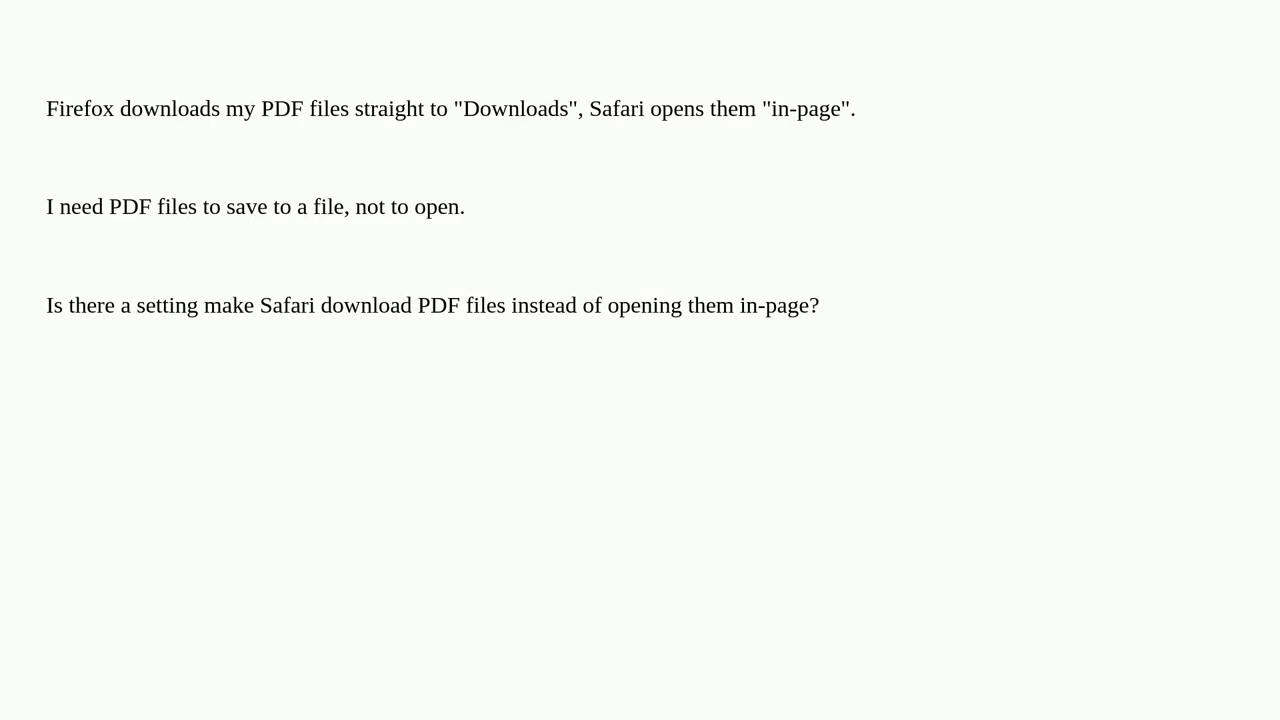 Firefox downloads my PDF files straight to "Downloads", Safari opens them "in-page".
I need PDF files to save to a file, not to open.
Is there a setting make Safari download PDF files instead of opening them in-page?